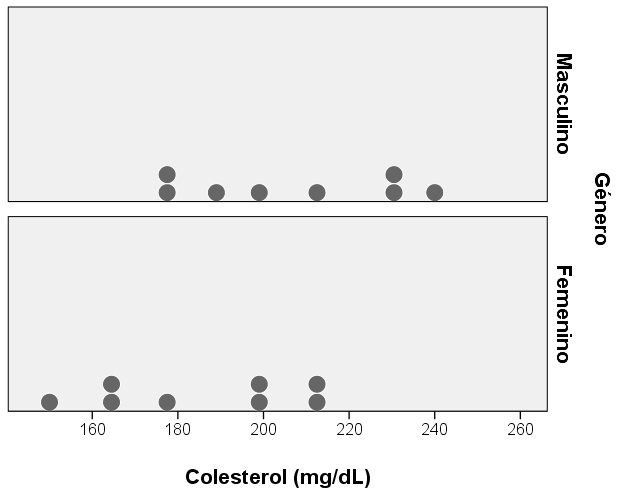 Masculino
Género
Femenino
160 180 200 220 240 260
Colesterol (mg/dL)